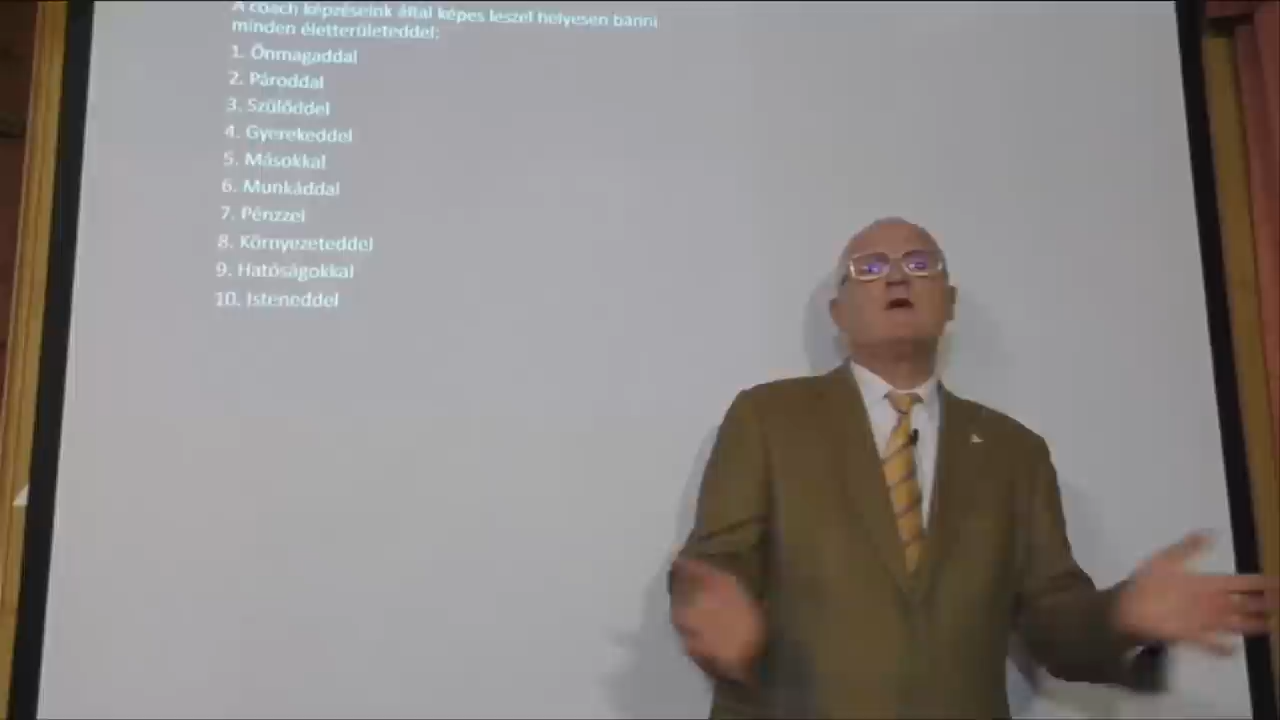 A coach képzéseink által képes leszel helyesen bánni
minden életterületeddel:
1. Önmagaddal
2. Pároddal
3. Szülőddel
4. Gyerekeddel
5. Másokkal
6. Munkáddal
7. Pénzzel
8. Környezeteddel
9. Hatóságokkal
10. Isteneddel